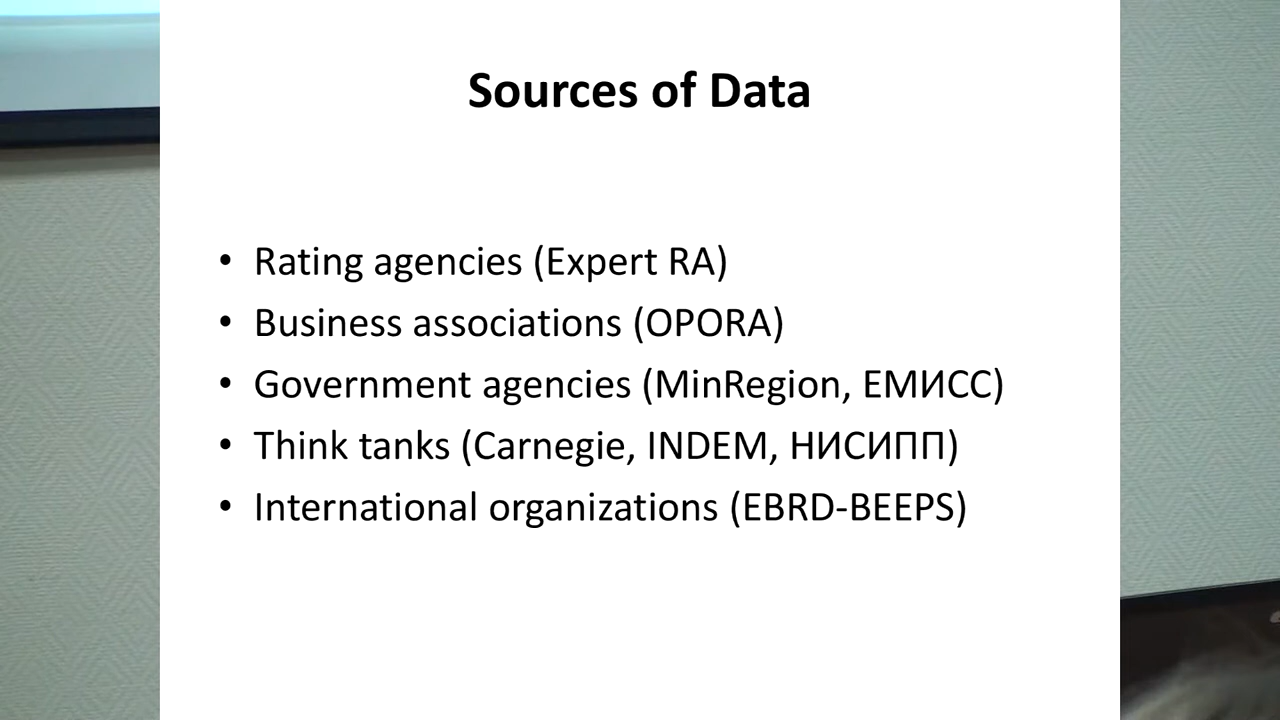 Sources of Data
• Rating agencies (Expert RA)
• Business associations (OPORA)
• Government agencies (MinRegion, ЕМИСС)
• Think tanks (Carnegie, INDEM, НИСИПП)
• International organizations (EBRD-BEEPS)